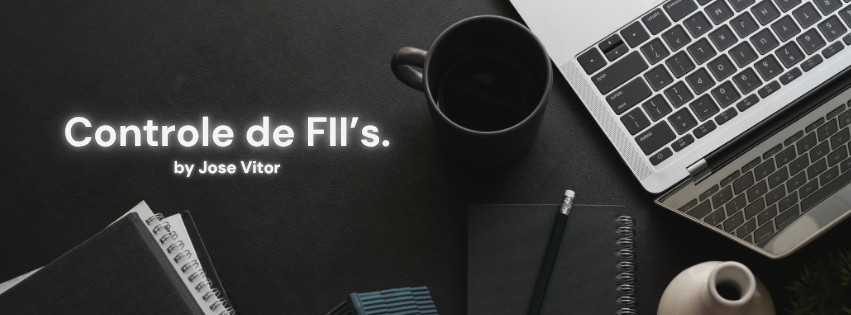 Controle de FII’s.
by Jose Vitor